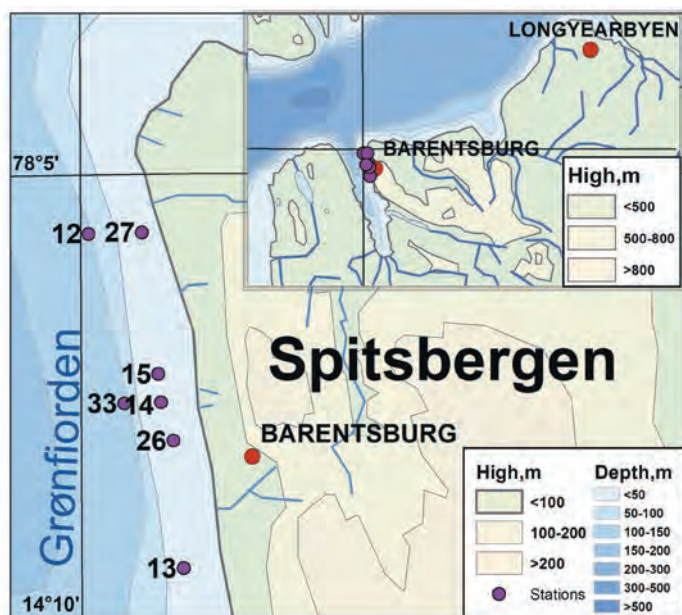 LONGYEARBYEN
BARENTSBURG
High,m
<500
500-800
>800
78°5'
12
27
Spitsbergen
15
33
14
26
BARENTSBURG
Grønfiorden
13
14°10'
High,m
<100
100-200
>200
Stations
Depth,m
<50
50-100
100-150
150-200
200-300
300-500
>500